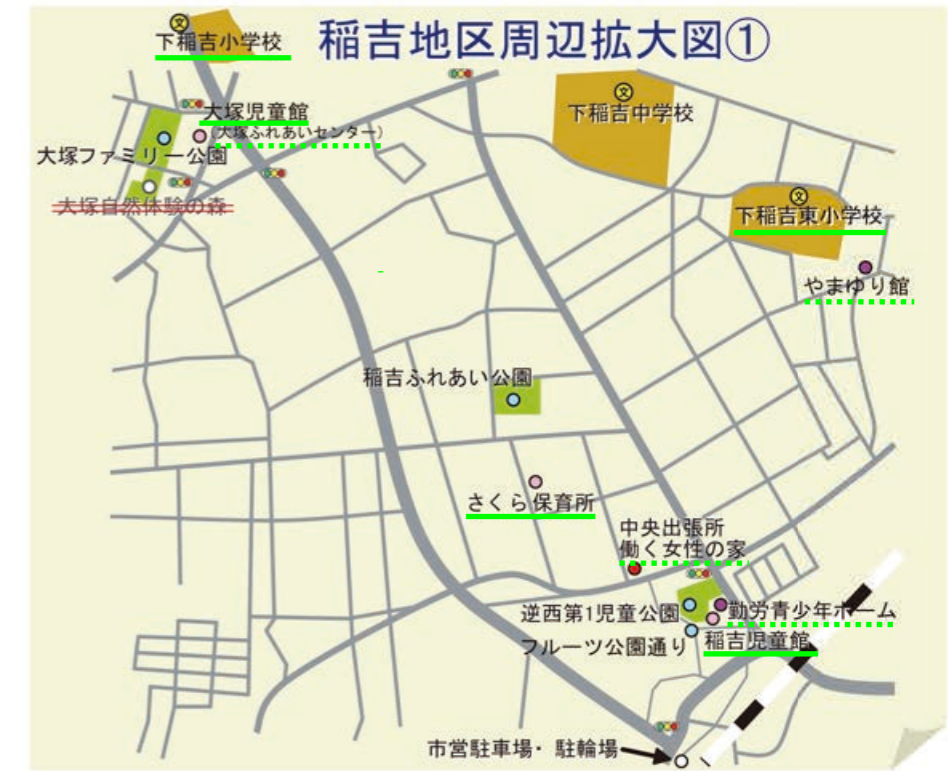 稲吉地区周辺拡大図①
下稲吉小学校
大塚児童館
(大塚ふれあいセンター)
大塚ファミリー公園
大塚自然体験の森
文
下稲吉中学校
文
下稲吉東小学校
文
やまゆり館
稲吉ふれあい公園
さくら保育所
中央出張所
働く女性の家
逆西第1児童公園
勤労青少年ホーム
フルーツ公園通り
稲吉児童館
市営駐車場・駐輪場